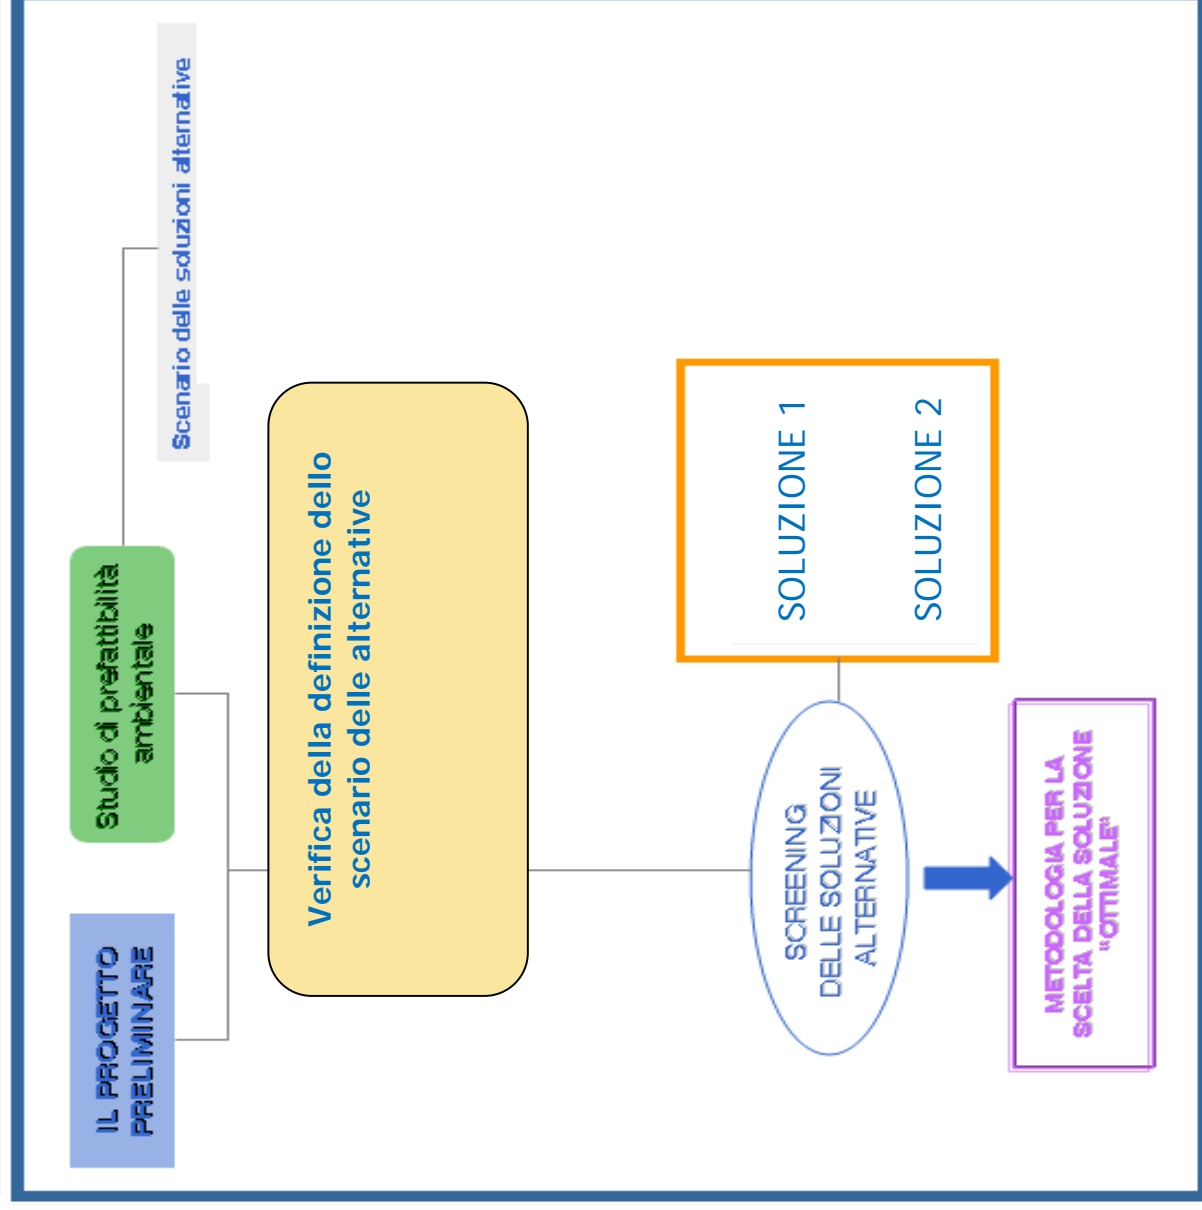 IL PROGETTO
PRELIMINARE
Studio di prefattibilità
ambientale
Scenario delle soluzioni alternative
Verifica della definizione dello
scenario delle alternative
SCREENING
DELLE SOLUZIONI
ALTERNATIVE
SOLUZIONE 1
SOLUZIONE 2
METODOLOGIA PER LA
SCELTA DELLA SOLUZIONE
"OTTIMALE"